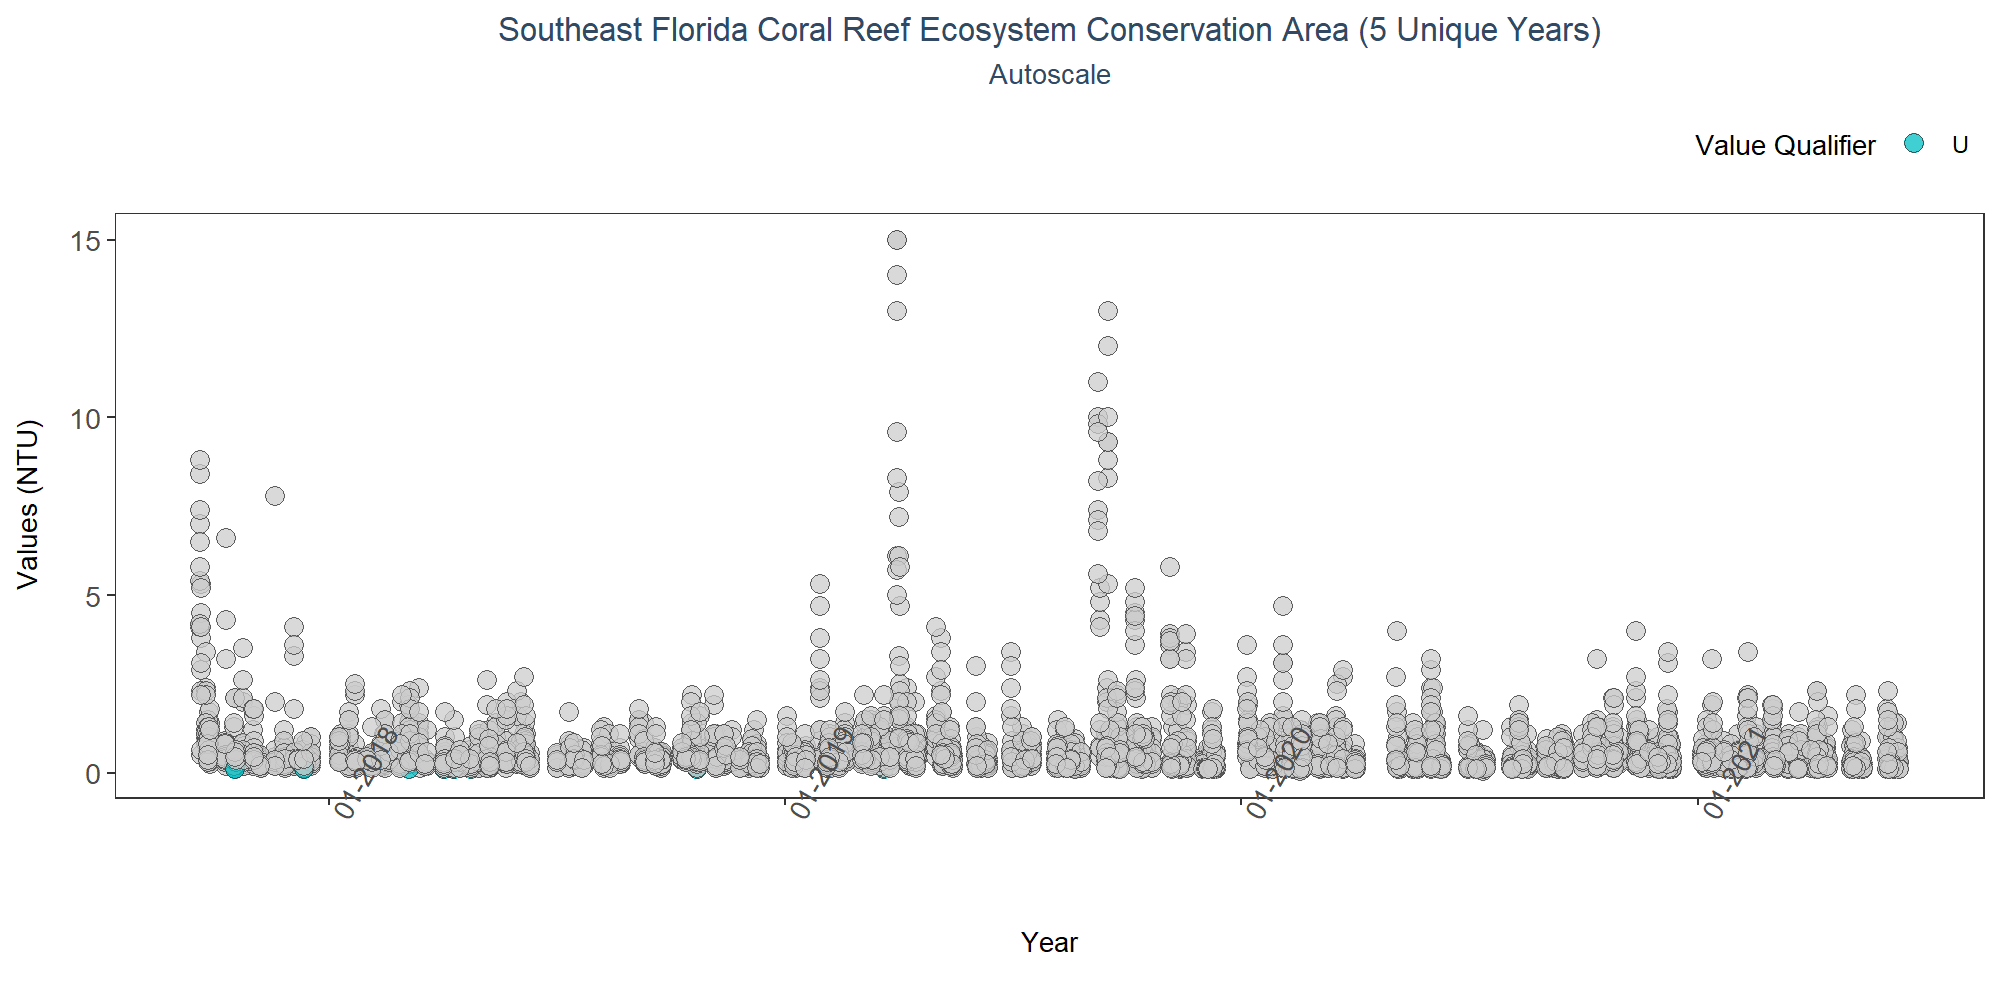 Southeast Florida Coral Reef Ecosystem Conservation Area (5 Unique Years)
Autoscale
Value Qualifier U
Values (NTU)
15
10
5
0
01-2018 01-2019 01-2020 01-2021
Year